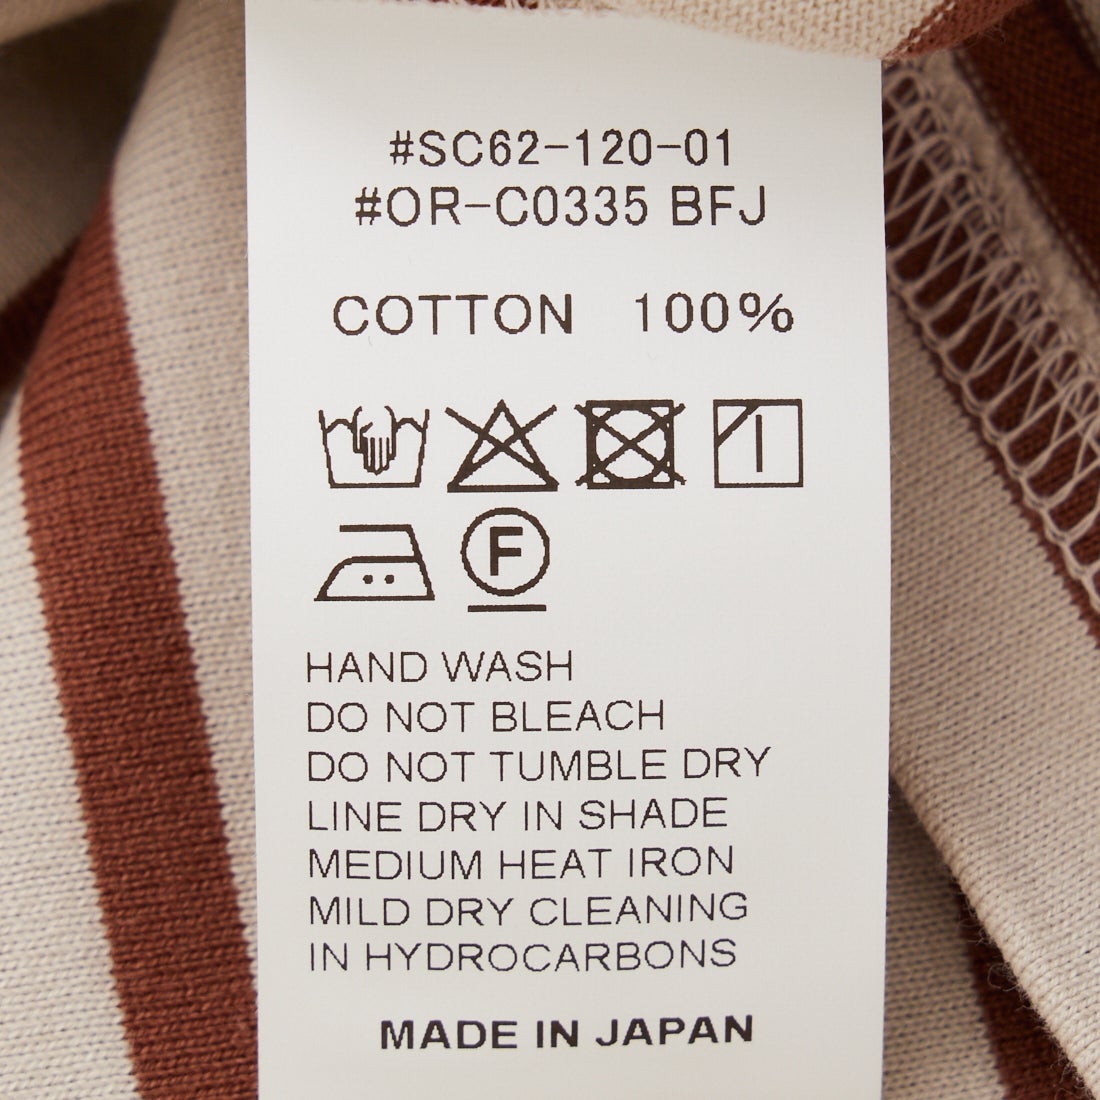 #SC62-120-01
#OR-C0335 BFJ
COTTON 100%
F
HAND WASH
DO NOT BLEACH
DO NOT TUMBLE DRY
LINE DRY IN SHADE
MEDIUM HEAT IRON
MILD DRY CLEANING
IN HYDROCARBONS
MADE IN JAPAN